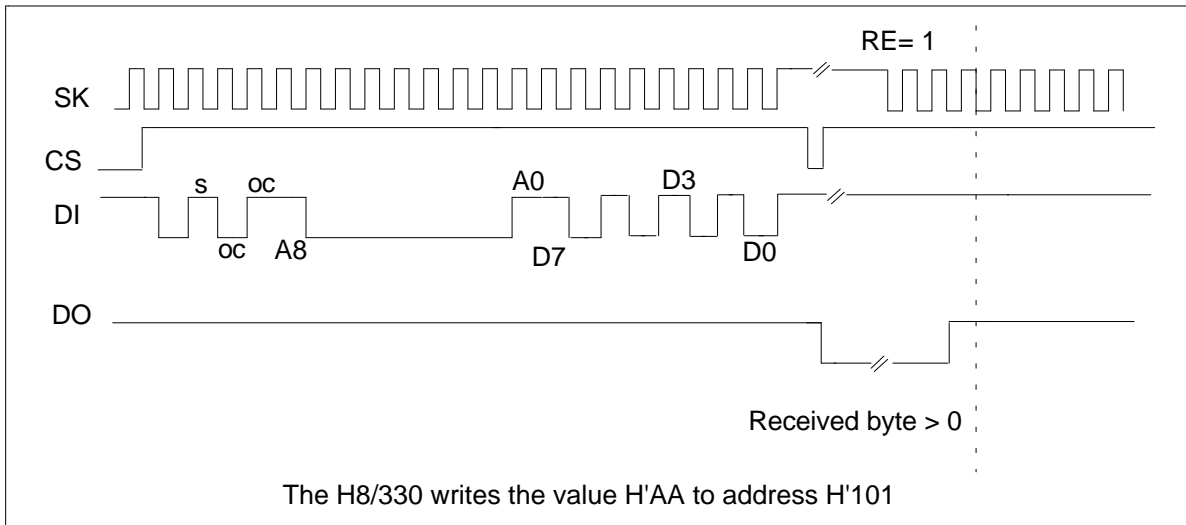 RE= 1
SK
CS
s oc A0 D3
DI
oc A8 D7 D0
DO
Received byte > 0
The H8/330 writes the value H'AA to address H'101